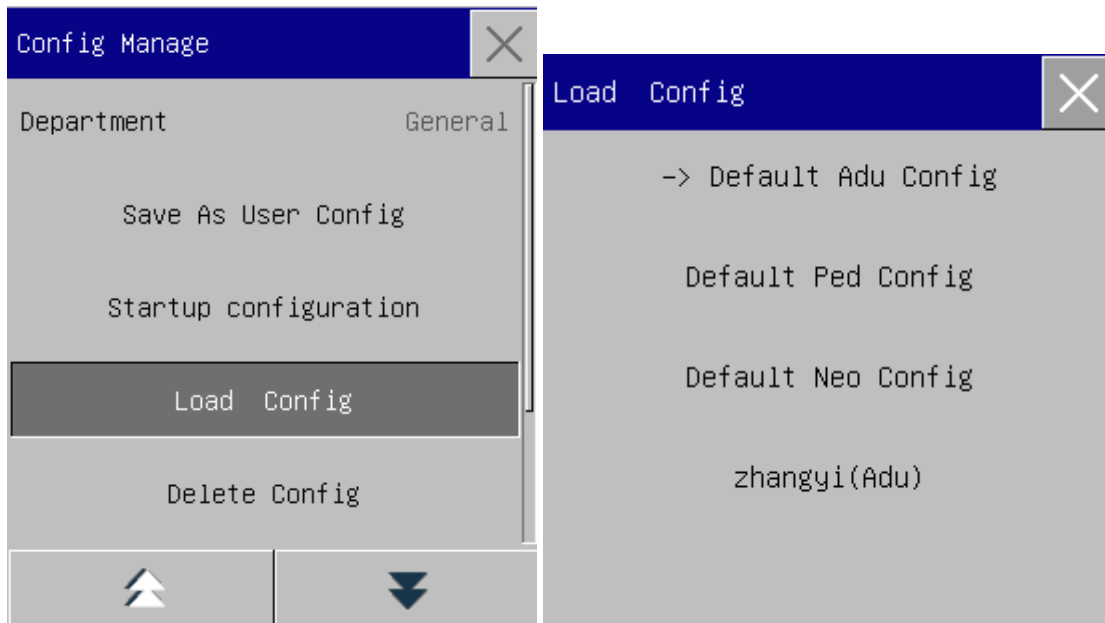 Config Manage
Department General
Save As User Config
Startup configuration
Load Config
Delete Config
Load Config
-> Default Adu Config
Default Ped Config
Default Neo Config
zhangyi(Adu)